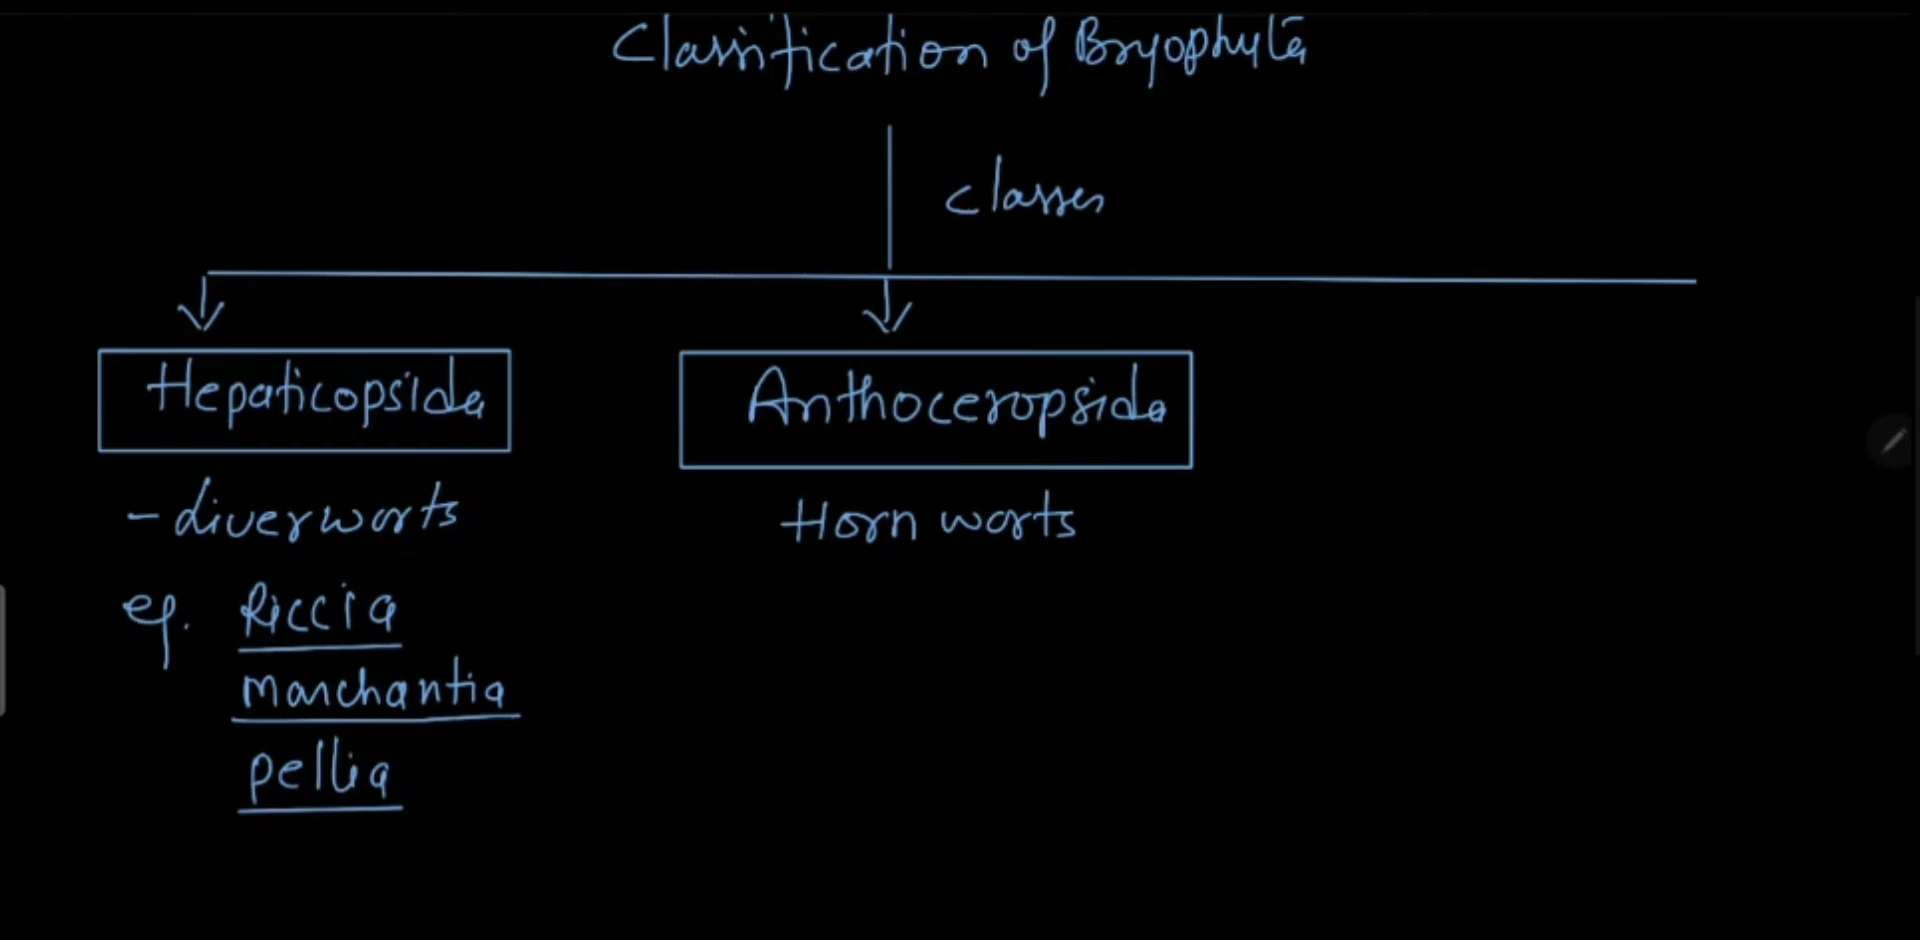 Classification of Bryophyta
classes
Hepaticopsida
Anthoceropsida
- Liverworts
Horn worts
eg. Riccia
Marchantia
pellia